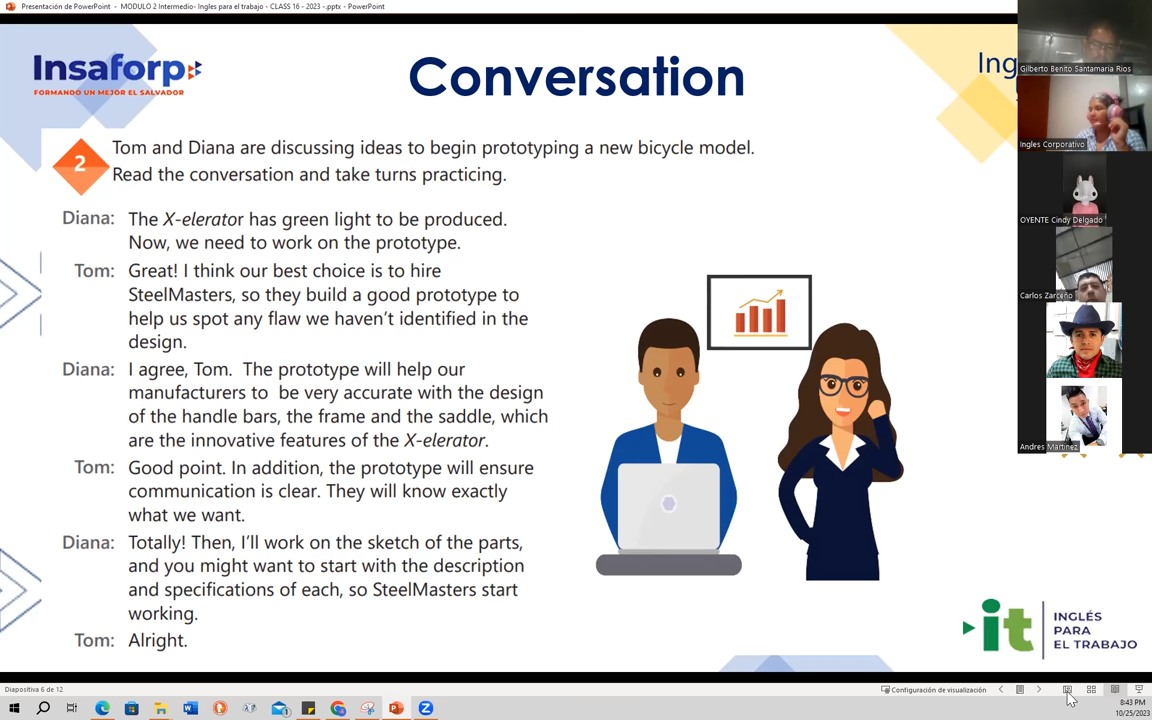 Presentación de PowerPoint - MODULO 2 Intermedio- Ingles para el trabajo - CLASS 16 - 2023 -.pptx - PowerPoint
Insaforp
FORMANDO UN MEJOR EL SALVADOR
Conversation
Ing
Gilberto Benito Santamaria Rios
Ingles Corporativo
OYENTE Cindy Delgado
Carlos Zarceño
Andres Martinez
2
Tom and Diana are discussing ideas to begin prototyping a new bicycle model.
Read the conversation and take turns practicing.
Diana: The X-elerator has green light to be produced.
Now, we need to work on the prototype.
Tom: Great! I think our best choice is to hire
SteelMasters, so they build a good prototype to
help us spot any flaw we haven't identified in the
design.
Diana: I agree, Tom. The prototype will help our
manufacturers to be very accurate with the design
of the handle bars, the frame and the saddle, which
are the innovative features of the X-elerator.
Tom: Good point. In addition, the prototype will ensure
communication is clear. They will know exactly
what we want.
Diana: Totally! Then, I'll work on the sketch of the parts,
and you might want to start with the description
and specifications of each, so SteelMasters start
working.
Tom: Alright.
it
INGLÉS
PARA
EL TRABAJO
Diapositiva 6 de 12
Configuración de visualización
8:43 PM
10/25/2023